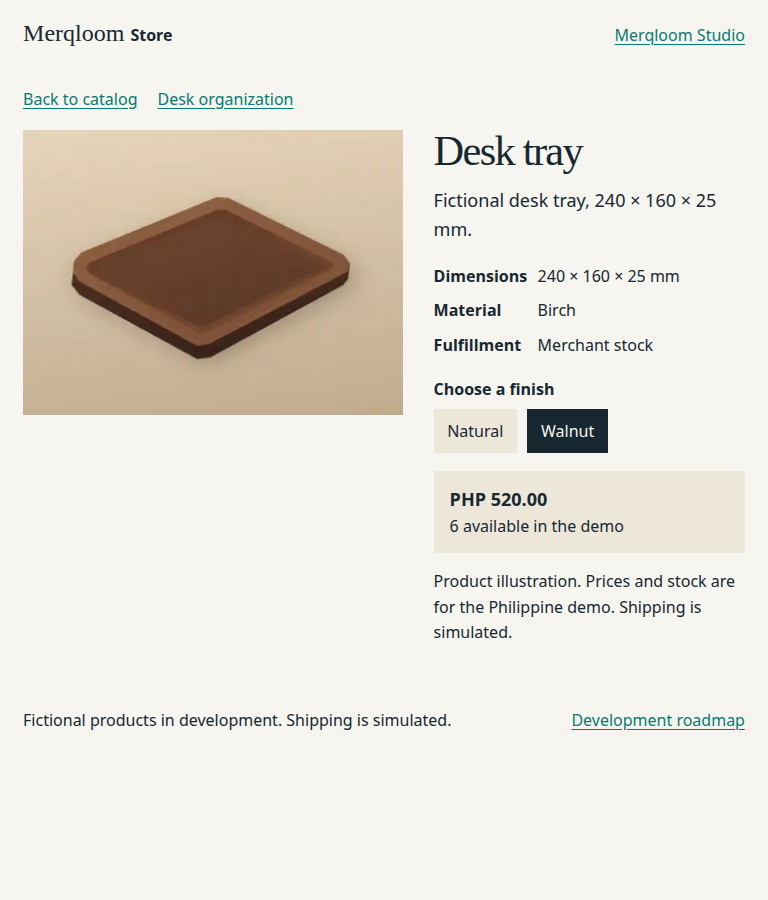 Merqloom Store
Merqloom Studio
Back to catalog
Desk organization
Desk tray
Fictional desk tray, 240 × 160 × 25
mm.
Dimensions 240 × 160 × 25 mm
Material Birch
Fulfillment Merchant stock
Choose a finish
Natural
Walnut
PHP 520.00
6 available in the demo
Product illustration. Prices and stock are
for the Philippine demo. Shipping is
simulated.
Fictional products in development. Shipping is simulated.
Development roadmap